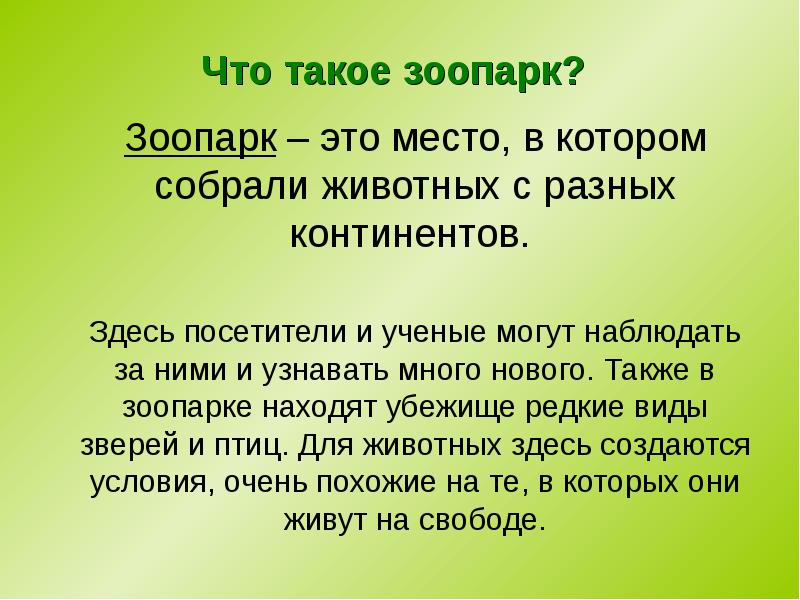 Что такое зоопарк?
Зоопарк – это место, в котором
собрали животных с разных
континентов.
Здесь посетители и ученые могут наблюдать
за ними и узнавать много нового. Также в
зоопарке находят убежище редкие виды
зверей и птиц. Для животных здесь создаются
условия, очень похожие на те, в которых они
живут на свободе.